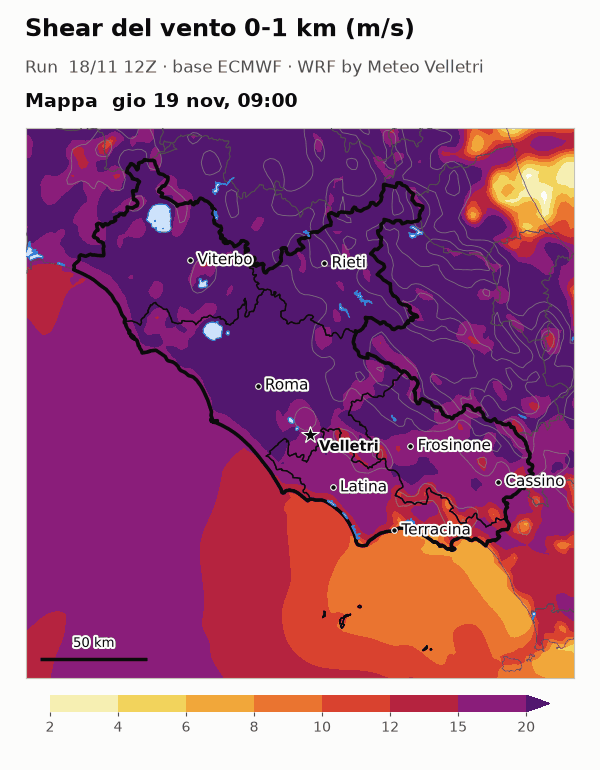 Shear del vento 0-1 km (m/s)
Run  18/11 12Z · base ECMWF · WRF by Meteo Velletri
Mappa  gio 19 nov, 09:00
Viterbo
Rieti
Roma
Velletri
Frosinone
Cassino
Latina
Terracina
50 km
2 4 6 8 10 12 15 20